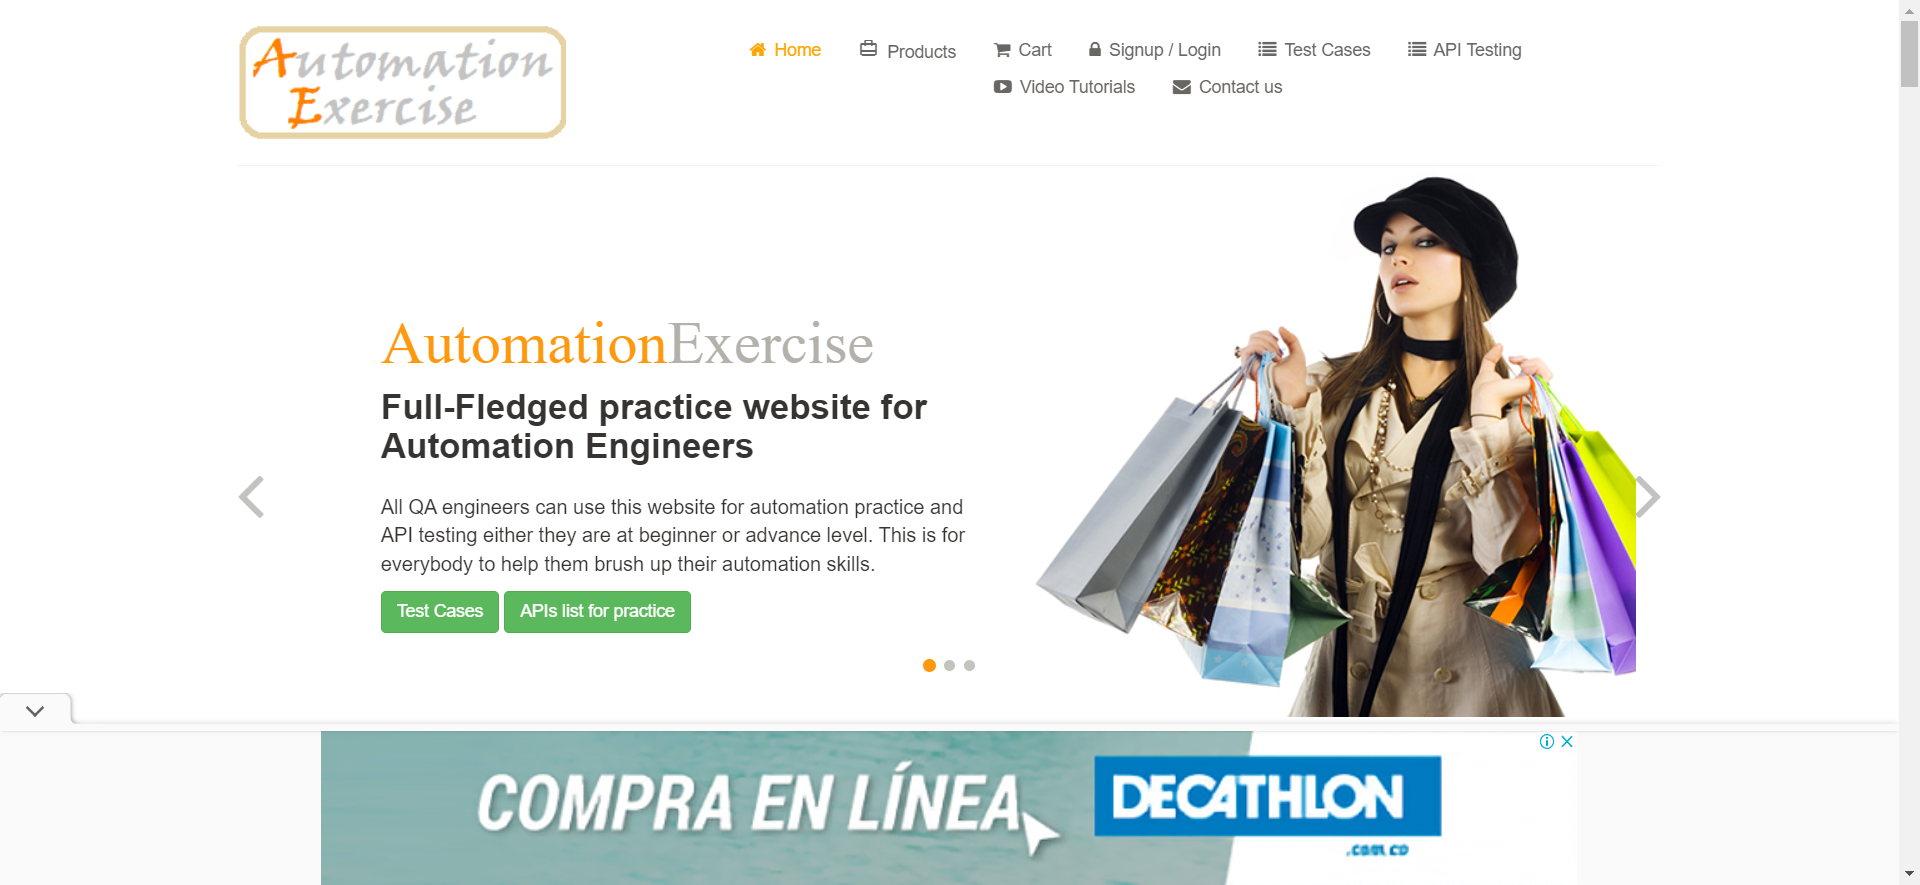 Automation
Exercise
Home
Products
Cart
Signup / Login
Test Cases
API Testing
Video Tutorials
Contact us
AutomationExercise
Full-Fledged practice website for
Automation Engineers
All QA engineers can use this website for automation practice and
API testing either they are at beginner or advance level. This is for
everybody to help them brush up their automation skills.
Test Cases
APIs list for practice
COMPRA EN LÍNEA
DECATHLON
.com.co